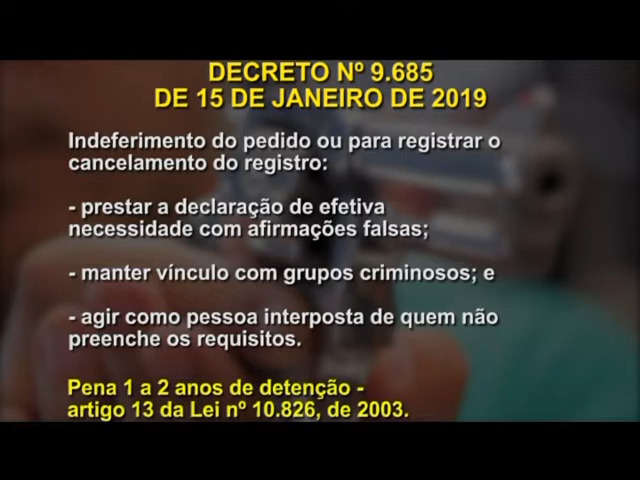 DECRETO Nº 9.685
DE 15 DE JANEIRO DE 2019
Indeferimento do pedido ou para registrar o
cancelamento do registro:
- prestar a declaração de efetiva
necessidade com afirmações falsas;
- manter vínculo com grupos criminosos; e
- agir como pessoa interposta de quem não
preenche os requisitos.
Pena 1 a 2 anos de detenção -
artigo 13 da Lei nº 10.826, de 2003.